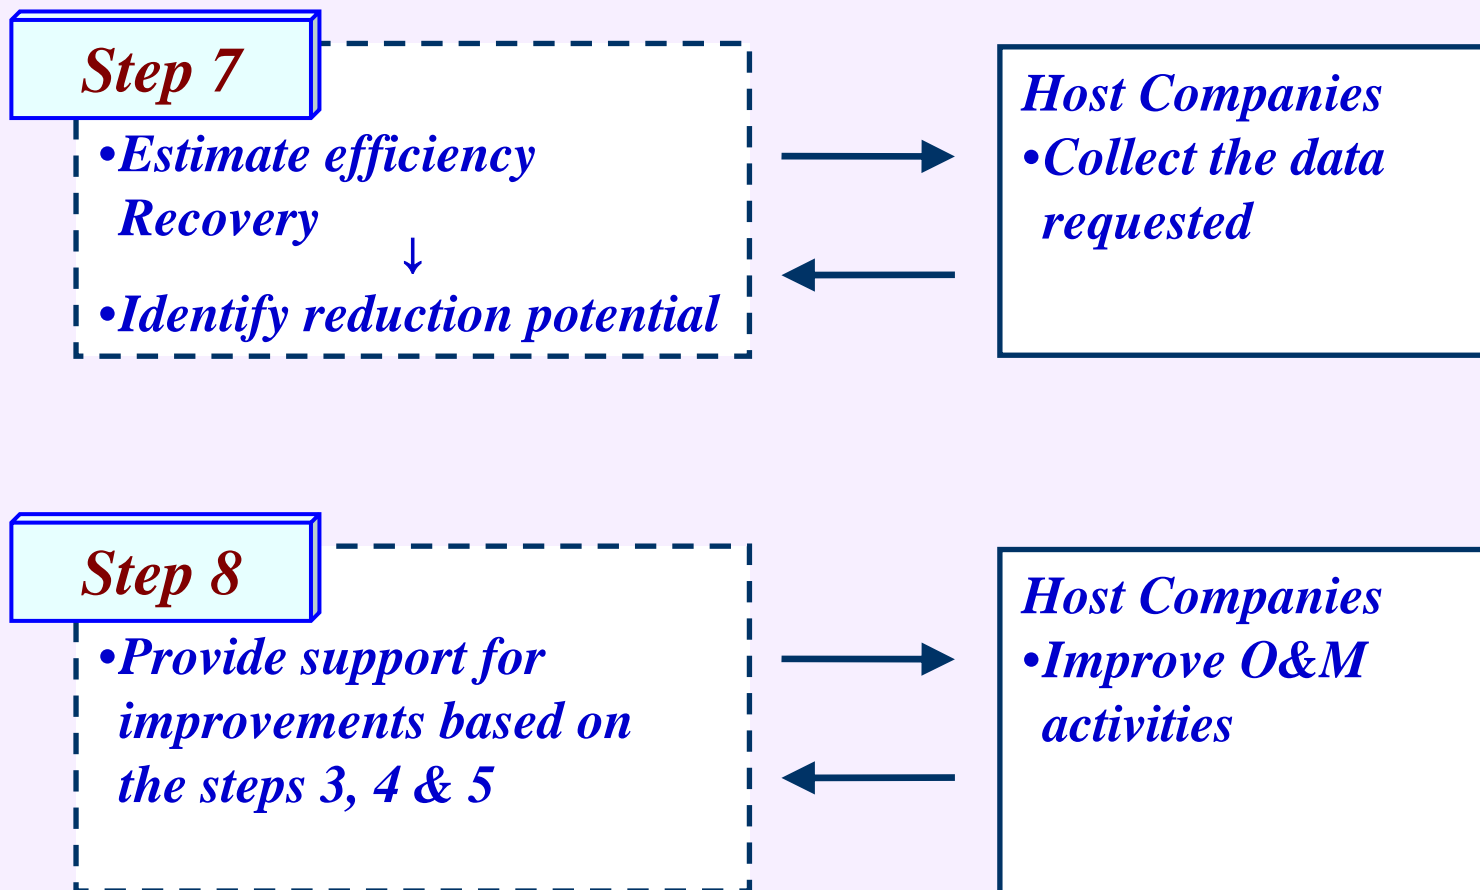 Step 7
•Estimate efficiency
Recovery
↓
•Identify reduction potential
Host Companies
•Collect the data
requested
Step 8
•Provide support for
improvements based on
the steps 3, 4 & 5
Host Companies
•Improve O&M
activities